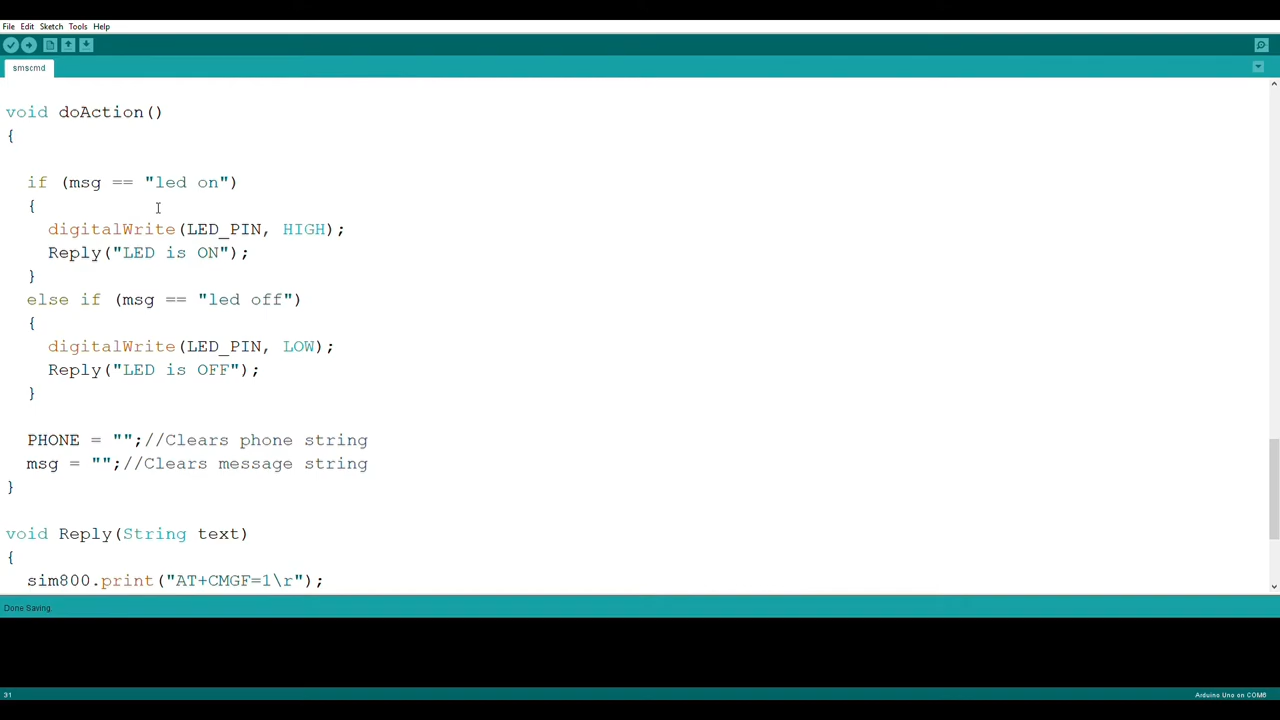 File Edit Sketch Tools Help
smscmd
void doAction()
{
if (msg == "led on")
{
digitalWrite(LED_PIN, HIGH);
Reply("LED is ON");
}
else if (msg == "led off")
{
digitalWrite(LED_PIN, LOW);
Reply("LED is OFF");
}
PHONE = "";//Clears phone string
msg = "";//Clears message string
}
void Reply(String text)
{
sim800.print("AT+CMGF=1\r");
Done Saving.
31
Arduino Uno on COM6